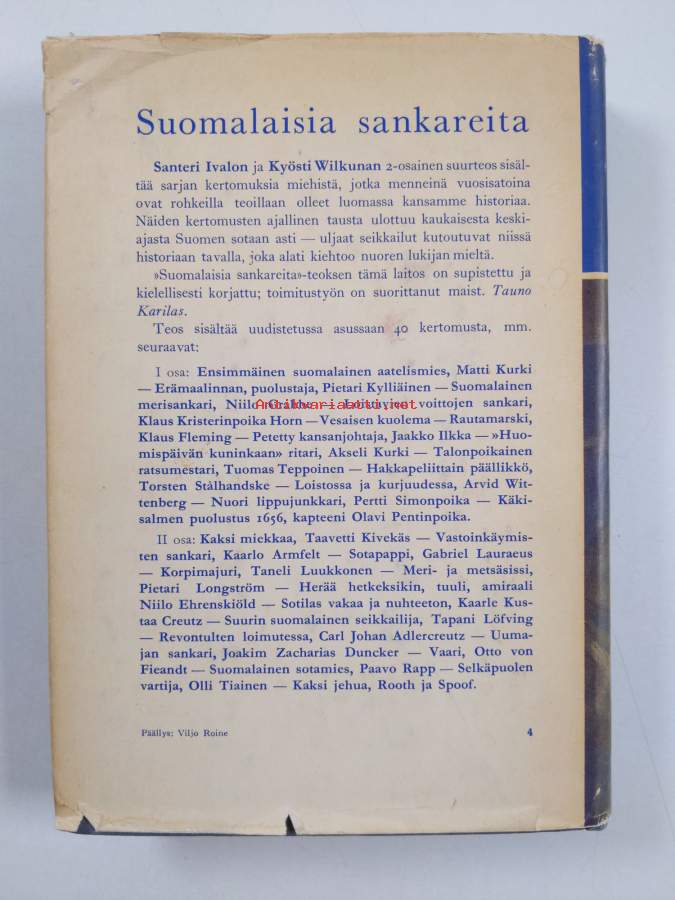 Suomalaisia sankareita
Santeri Ivalon ja Kyösti Wilkunan 2-osainen suurteos sisäl-
tää sarjan kertomuksia miehistä, jotka menneinä vuosisatoina
ovat rohkeilla teoillaan olleet luomassa kansamme historiaa.
Näiden kertomusten ajallinen tausta ulottuu kaukaisesta keski-
ajasta Suomen sotaan asti — uljaat seikkailut kutoutuvat niissä
historiaan tavalla, joka alati kiehtoo nuoren lukijan mieltä.
»Suomalaisia sankareita»-teoksen tämä laitos on supistettu ja
kielellisesti korjattu; toimitustyön on suorittanut maist. Tauno
Karilas.
Teos sisältää uudistetussa asussaan 40 kertomusta, mm.
seuraavat:
I osa: Ensimmäinen suomalainen aatelismies, Matti Kurki
— Erämaalinnan, puolustaja, Pietari Kylliäinen — Suomalainen
merisankari, Niilo Grabbe — voittojen sankari,
Antikvariaatti.net
Klaus Kristerinpoika Horn — Vesaisen kuolema — Rautamarski,
Klaus Fleming — Petetty kansanjohtaja, Jaakko Ilkka — »Huo-
mispäivän kuninkaan» ritari, Akseli Kurki — Talonpoikainen
ratsumestari, Tuomas Teppoinen — Hakkapeliittain päällikkö,
Torsten Stålhandske — Loistossa ja kurjuudessa, Arvid Wit-
tenberg — Nuori lippujunkkari, Pertti Simonpoika — Käki-
salmen puolustus 1656, kapteeni Olavi Pentinpoika.
II osa: Kaksi miekkaa, Taavetti Kivekäs — Vastoinkäymis-
ten sankari, Kaarlo Armfelt — Sotapappi, Gabriel Lauraeus
— Korpimajuri, Taneli Luukkonen — Meri- ja metsäsissi,
Pietari Longström — Herää hetkeksikin, tuuli, amiraali
Niilo Ehrenskiöld — Sotilas vakaa ja nuhteeton, Kaarle Kus-
taa Creutz — Suurin suomalainen seikkailija, Tapani Löfving
— Revontulten loimutessa, Carl Johan Adlercreutz — Uuma-
jan sankari, Joakim Zacharias Duncker — Vaari, Otto von
Fieandt — Suomalainen sotamies, Paavo Rapp — Selkäpuolen
vartija, Olli Tiainen — Kaksi jehua, Rooth ja Spoof.
Päällys: Viljo Roine 4